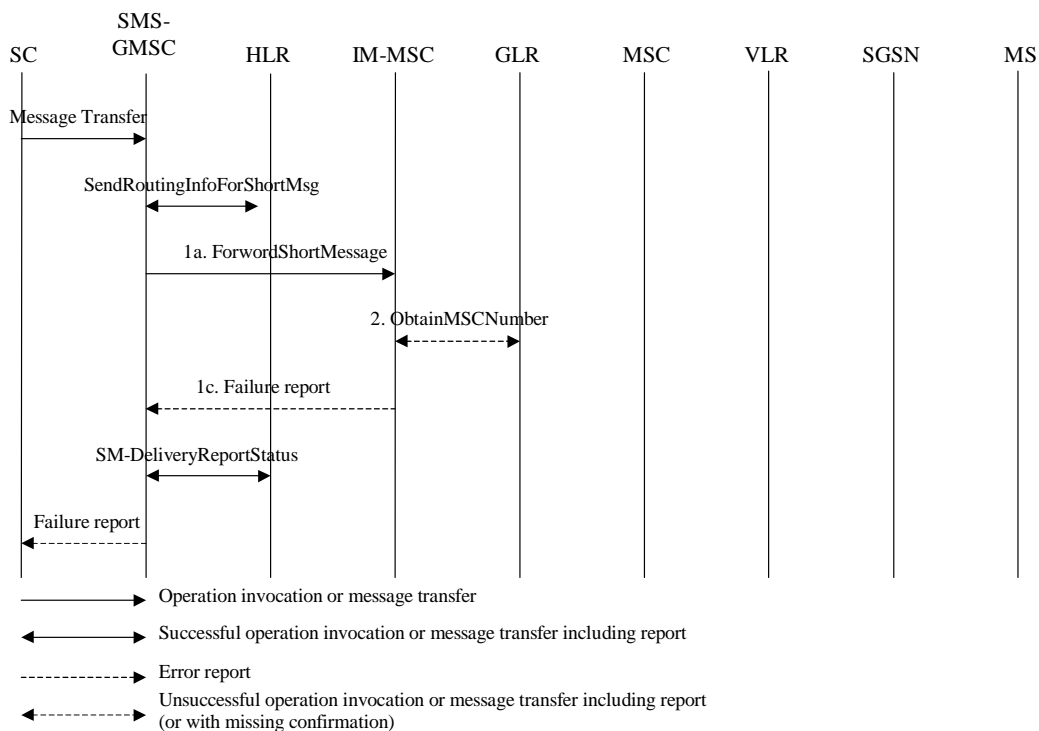 SMS-
GMSC
SC HLR IM-MSC GLR MSC VLR SGSN MS
Message Transfer
SendRoutingInfoForShortMsg
1a. ForwordShortMessage
2. ObtainMSCNumber
1c. Failure report
SM-DeliveryReportStatus
Failure report
Operation invocation or message transfer
Successful operation invocation or message transfer including report
Error report
Unsuccessful operation invocation or message transfer including report
(or with missing confirmation)